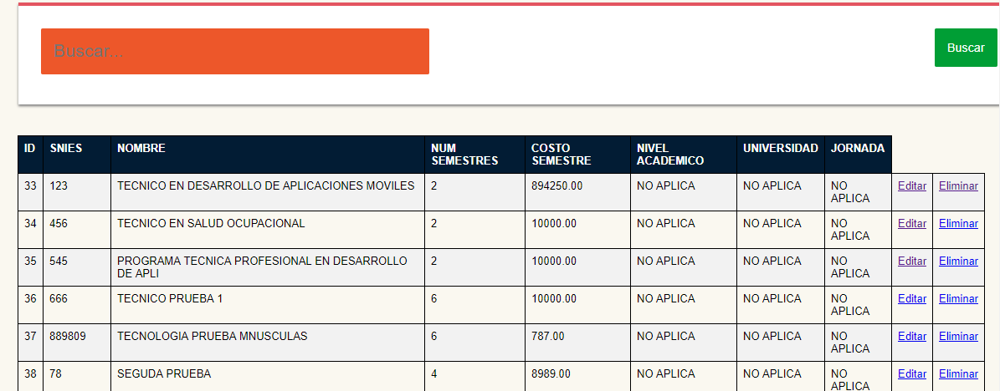 Buscar...
Buscar
ID SNIES NOMBRE NUM SEMESTRES COSTO SEMESTRE NIVEL ACADEMICO UNIVERSIDAD JORNADA
33 123 TECNICO EN DESARROLLO DE APLICACIONES MOVILES 2 894250.00 NO APLICA NO APLICA NO APLICA Editar Eliminar
34 456 TECNICO EN SALUD OCUPACIONAL 2 10000.00 NO APLICA NO APLICA NO APLICA Editar Eliminar
35 545 PROGRAMA TECNICA PROFESIONAL EN DESARROLLO DE APLI 2 10000.00 NO APLICA NO APLICA NO APLICA Editar Eliminar
36 666 TECNICO PRUEBA 1 6 10000.00 NO APLICA NO APLICA NO APLICA Editar Eliminar
37 889809 TECNOLOGIA PRUEBA MNUSCULAS 6 787.00 NO APLICA NO APLICA NO APLICA Editar Eliminar
38 78 SEGUDA PRUEBA 4 8989.00 NO APLICA NO APLICA NO APLICA Editar Eliminar